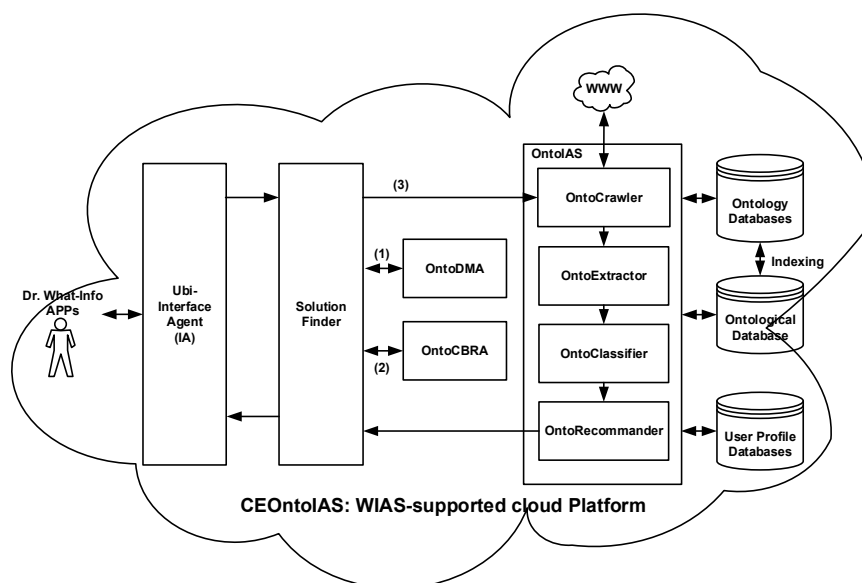 WWW
OntoIAS
OntoCrawler
OntoExtractor
OntoClassifier
OntoRecommander
Ontology
Databases
Indexing
Ontological
Database
User Profile
Databases
(3)
(1)
OntoDMA
(2)
OntoCBRA
Solution
Finder
Ubi-
Interface
Agent
(IA)
Dr. What-Info
APPs
CEOntoIAS: WIAS-supported cloud Platform